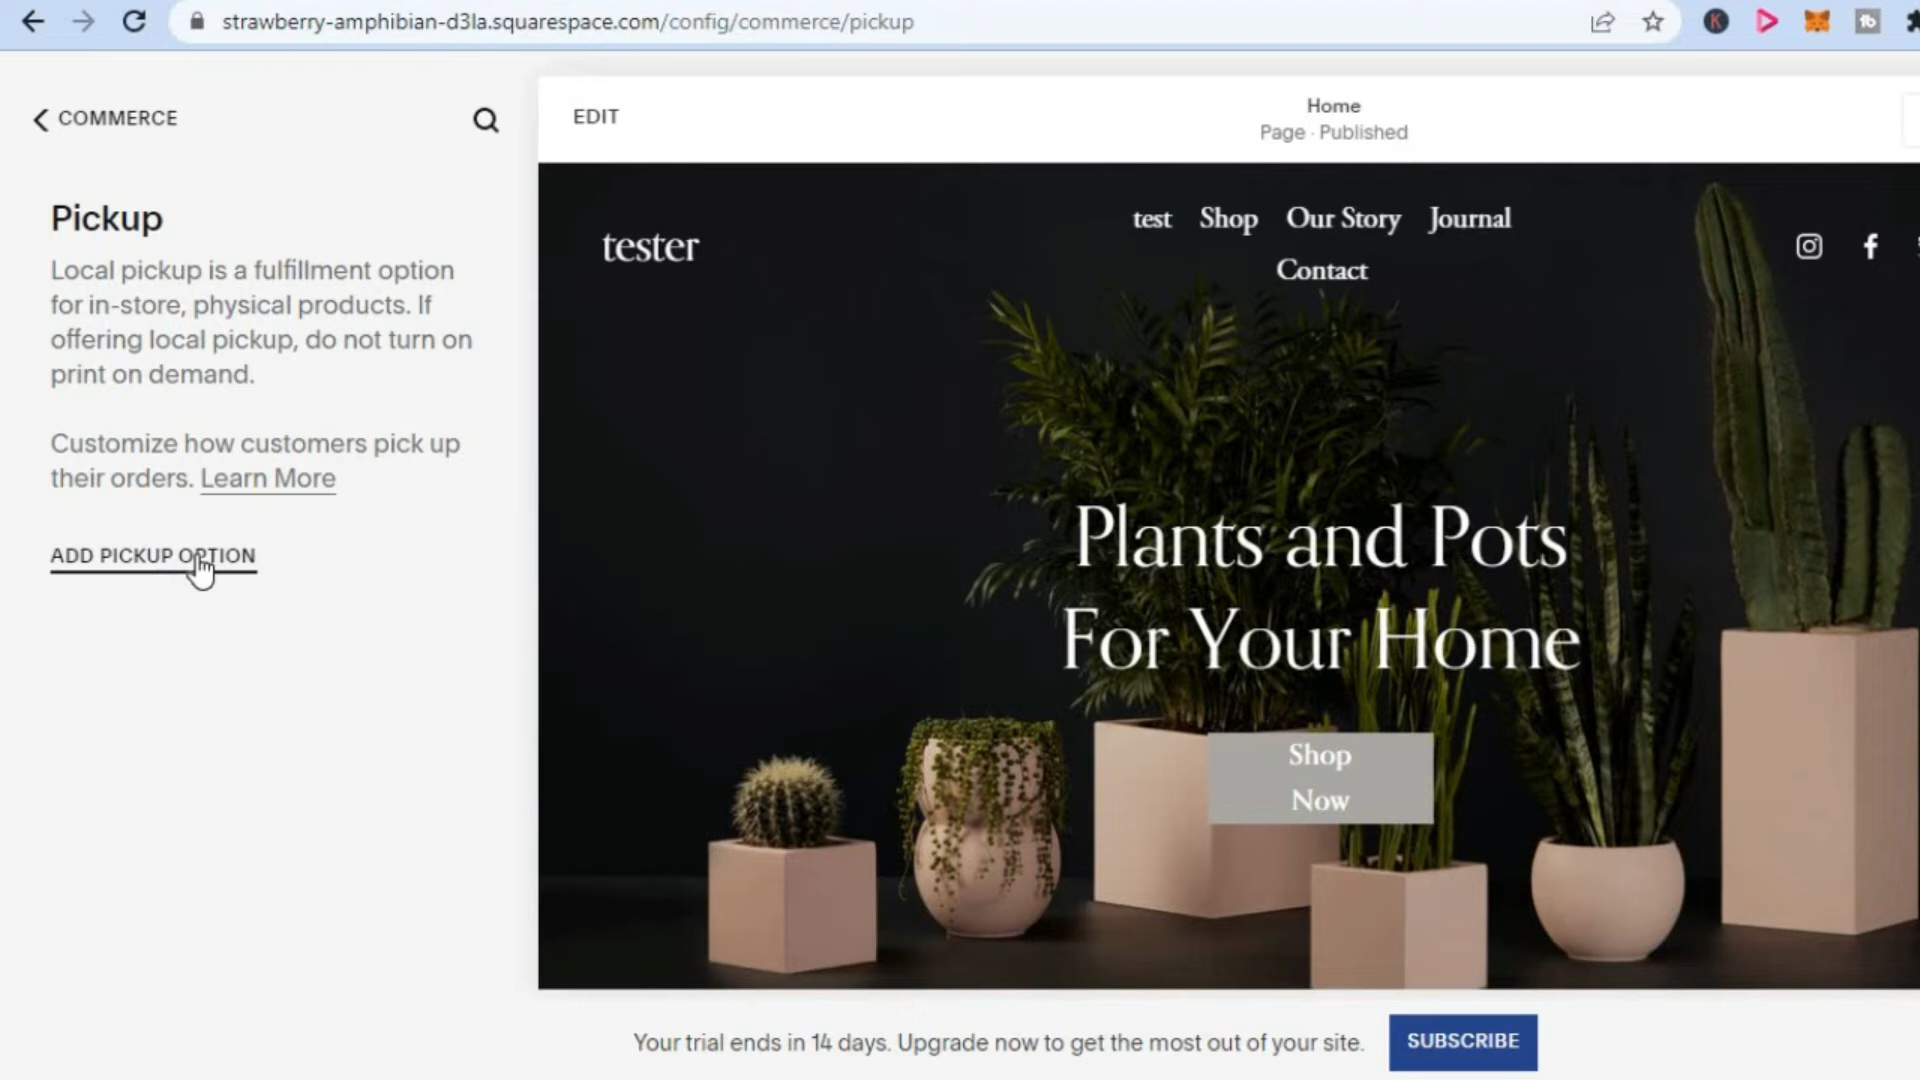 strawberry-amphibian-d3la.squarespace.com/config/commerce/pickup
K
tb
COMMERCE
EDIT
Home
Page · Published
Pickup
Local pickup is a fulfillment option
for in-store, physical products. If
offering local pickup, do not turn on
print on demand.
Customize how customers pick up
their orders. Learn More
ADD PICKUP OPTION
tester
test Shop Our Story Journal
Contact
Plants and Pots
For Your Home
Shop
Now
Your trial ends in 14 days. Upgrade now to get the most out of your site.
SUBSCRIBE